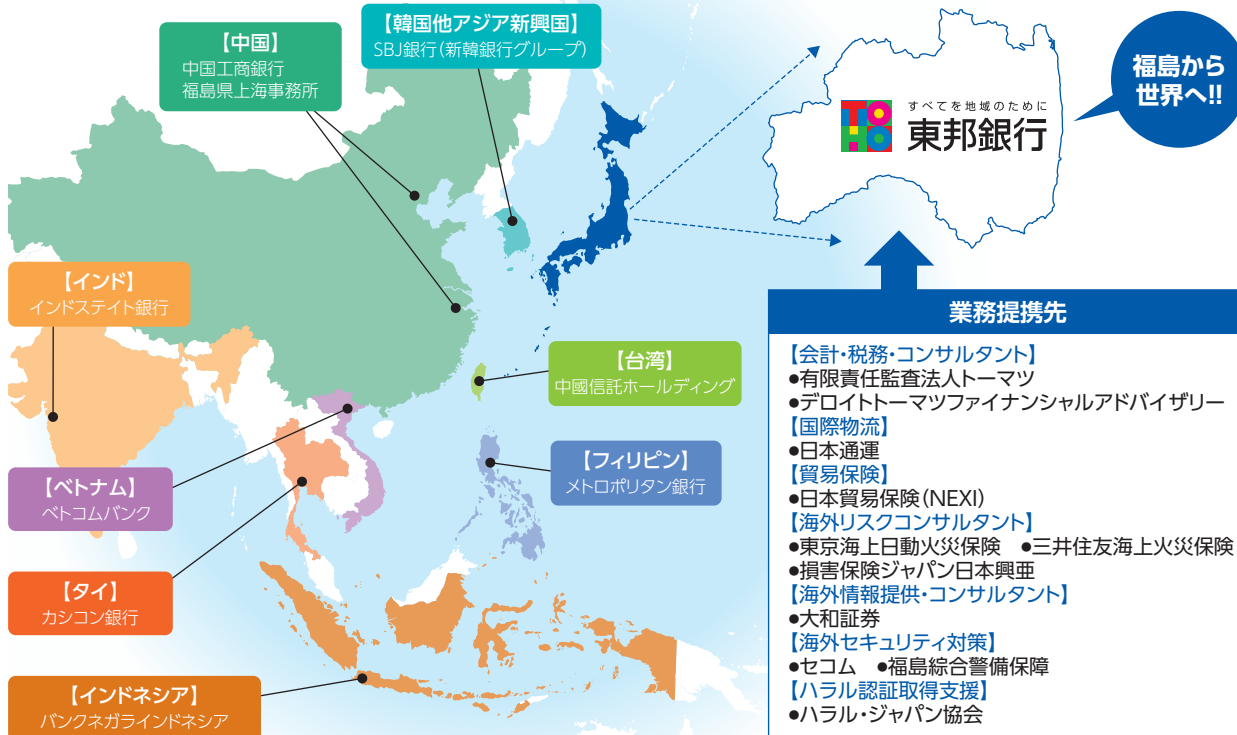 【中国】
中国工商銀行
福島県上海事務所
【韓国他アジア新興国】
SBJ銀行(新韓銀行グループ)
福島から
世界へ!!
TOHO
すべてを地域のために
東邦銀行
【インド】
インドステイト銀行
【台湾】
中國信託ホールディング
【ベトナム】
ベトコムバンク
【フィリピン】
メトロポリタン銀行
【タイ】
カシコン銀行
【インドネシア】
バンクネガラインドネシア
業務提携先
【会計・税務・コンサルタント】
●有限責任監査法人トーマツ
●デロイトトーマツファイナンシャルアドバイザリー
【国際物流】
●日本通運
【貿易保険】
●日本貿易保険(NEXI)
【海外リスクコンサルタント】
●東京海上日動火災保険 ●三井住友海上火災保険
●損害保険ジャパン日本興亜
【海外情報提供・コンサルタント】
●大和証券
【海外セキュリティ対策】
●セコム ●福島綜合警備保障
【ハラル認証取得支援】
●ハラル・ジャパン協会